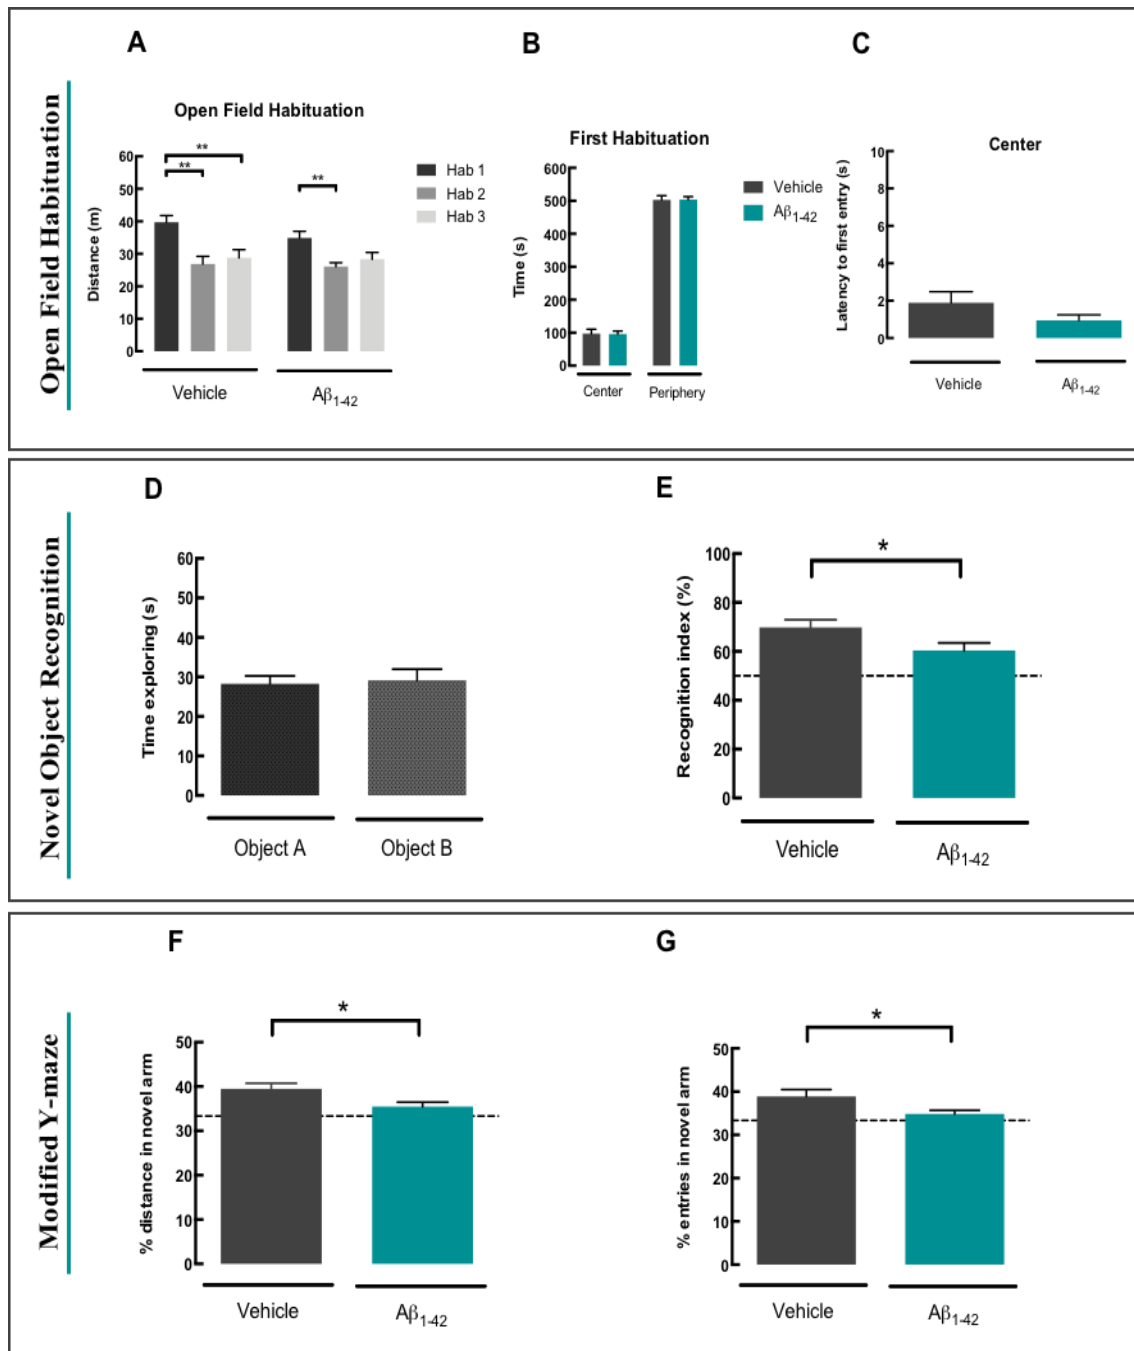 Open Field Habituation
A
Open Field Habituation
Distance (m)
60
50
40
30
20
10
0
**
**
**
Vehicle
Aβ1-42
Hab 1
Hab 2
Hab 3
B
First Habituation
Time (s)
600
500
400
300
200
100
0
Center
Periphery
Vehicle
Aβ1-42
C
Center
Latency to first entry (s)
10
8
6
4
2
0
Vehicle
Aβ1-42
Novel Object Recognition
D
Time exploring (s)
60
50
40
30
20
10
0
Object A
Object B
E
Recognition index (%)
100
80
60
40
20
0
*
Vehicle
Aβ1-42
Modified Y-maze
F
% distance in novel arm
50
40
30
20
10
0
*
Vehicle
Aβ1-42
G
% entries in novel arm
50
40
30
20
10
0
*
Vehicle
Aβ1-42